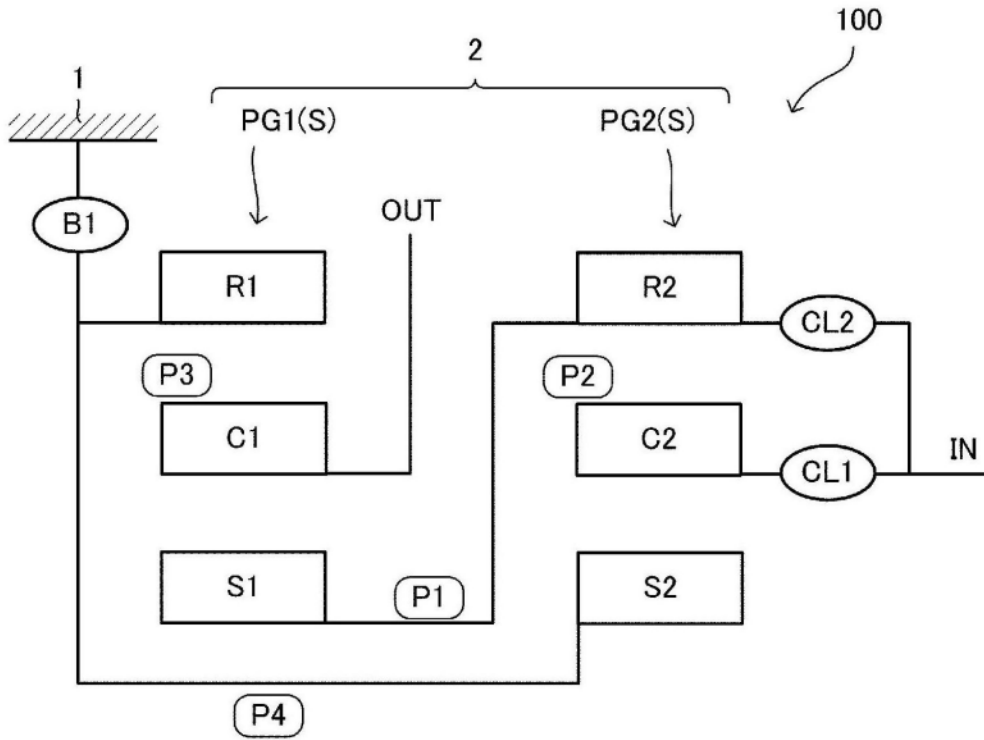 100
2
1
PG1(S)
PG2(S)
OUT
B1
R1
R2
CL2
P3
P2
C1
C2
CL1
IN
S1
P1
S2
P4